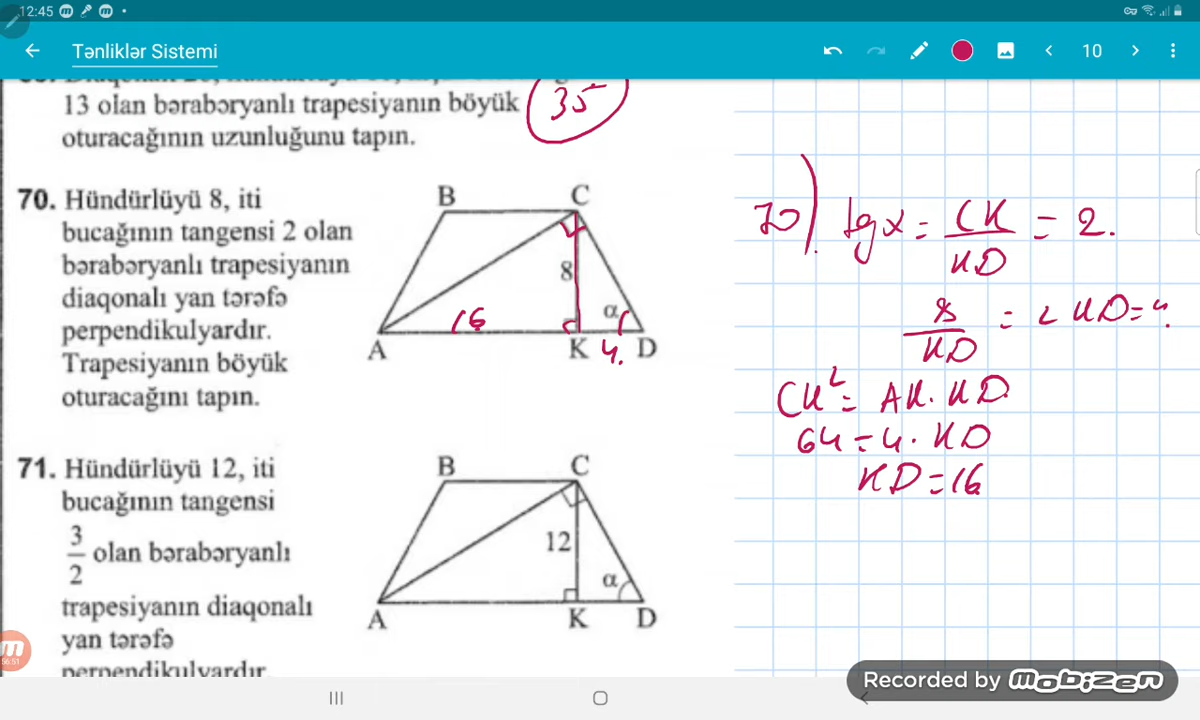 12:45
Tənliklər Sistemi
10
13 olan bərabəryanlı trapesiyanın böyük
oturacağının uzunluğunu tapın.
35
70. Hündürlüyü 8, iti
bucağının tangensi 2 olan
bərabəryanlı trapesiyanın
diaqonalı yan tərəfə
perpendikulyardır.
Trapesiyanın böyük
oturacağını tapın.
B C
8
α
16
A K 4. D
70) tgα = CK/KD = 2.
8/KD = 2 KD=4.
CK² = AK. KD
64 = 4. KD
KD = 16
71. Hündürlüyü 12, iti
bucağının tangensi
3/2 olan bərabəryanlı
trapesiyanın diaqonalı
yan tərəfə
perpendikulyardır.
B C
12
α
A K D
56:51
Recorded by mobizen